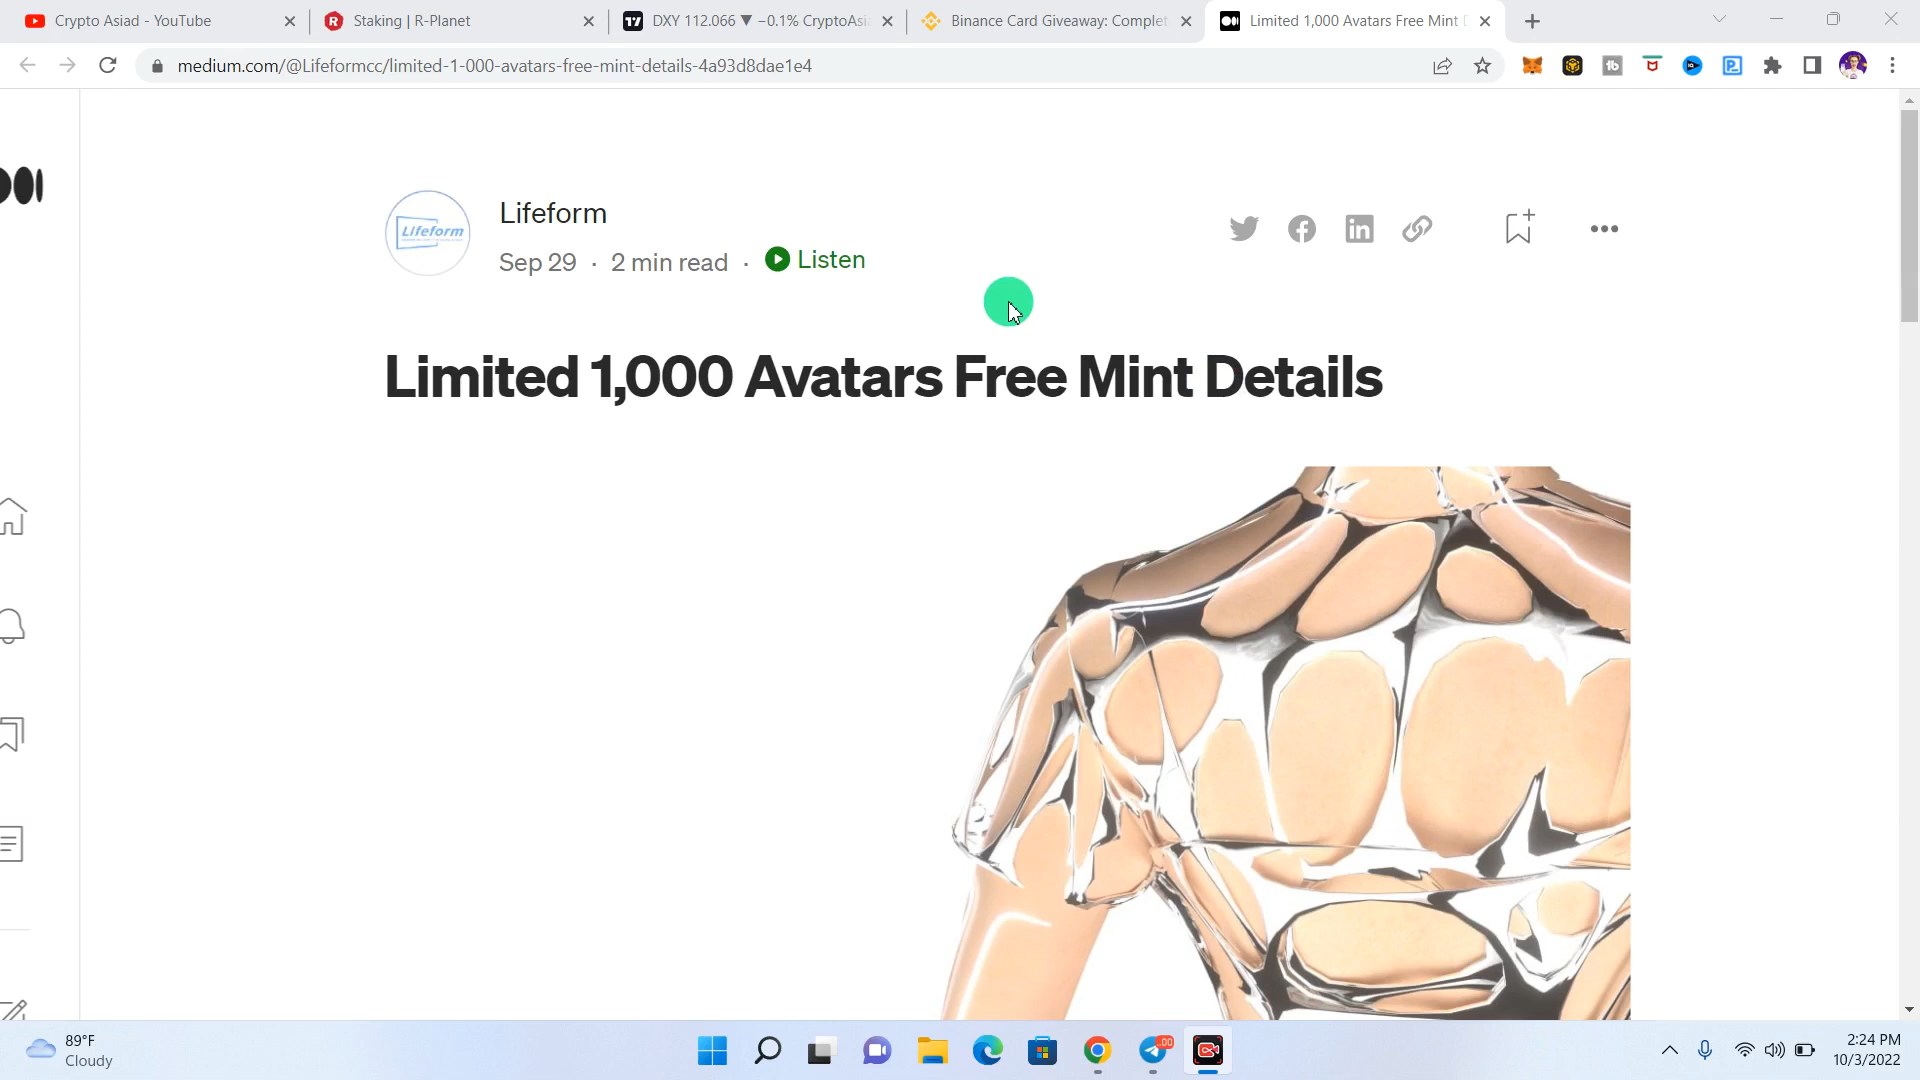 Crypto Asiad - YouTube
Staking | R-Planet
DXY 112.066 ▼ −0.1% CryptoAsi
Binance Card Giveaway: Complet
Limited 1,000 Avatars Free Mint
medium.com/@Lifeformcc/limited-1-000-avatars-free-mint-details-4a93d8dae1e4
Lifeform
Lifeform
Sep 29 · 2 min read · Listen
Limited 1,000 Avatars Free Mint Details
89°F
Cloudy
.00
2:24 PM
10/3/2022